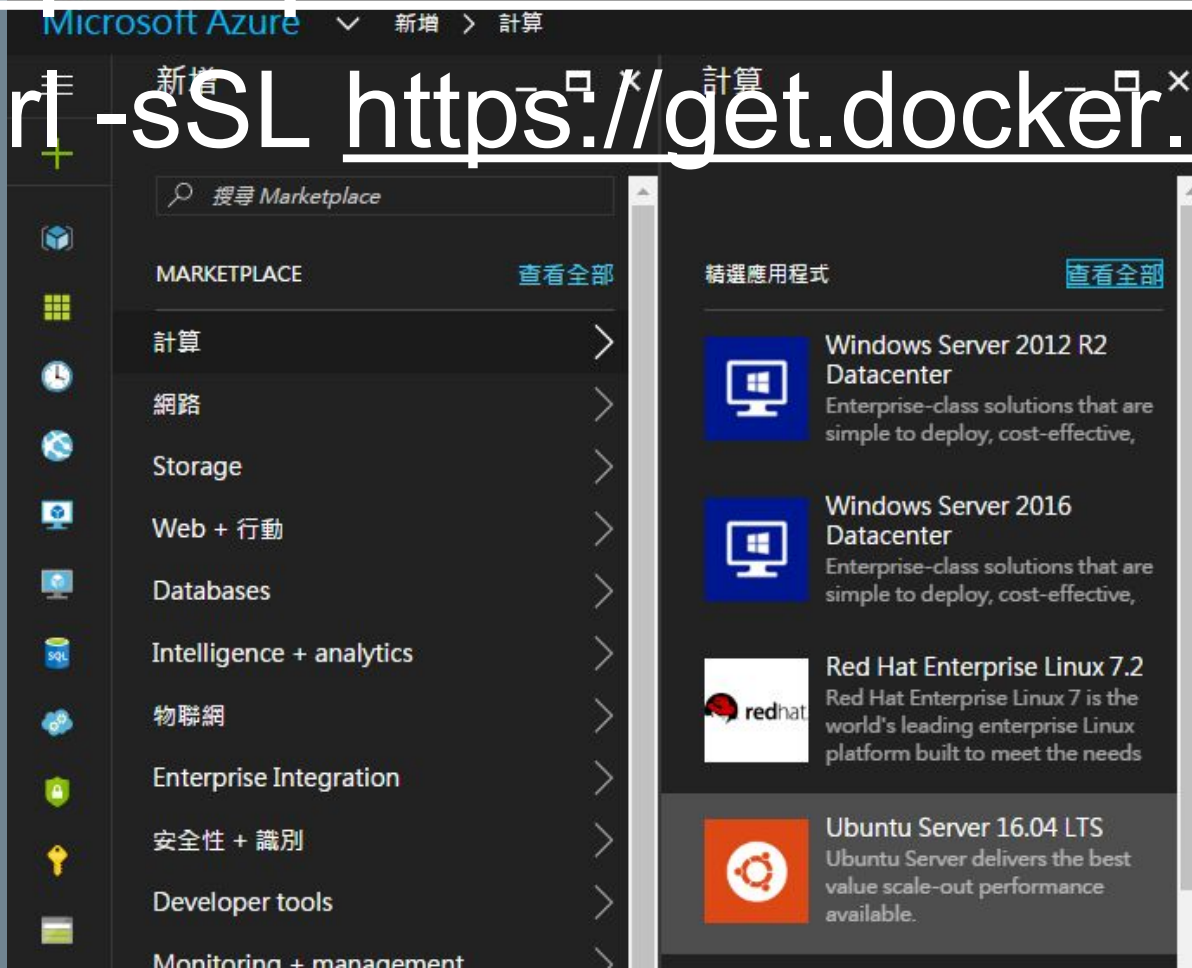 Microsoft Azure 新增 > 計算
新增
計算
rl -sSL https://get.docker.
搜尋 Marketplace
MARKETPLACE 查看全部
計算
網路
Storage
Web + 行動
Databases
Intelligence + analytics
物聯網
Enterprise Integration
安全性 + 識別
Developer tools
Monitoring + management
精選應用程式 查看全部
Windows Server 2012 R2
Datacenter
Enterprise-class solutions that are
simple to deploy, cost-effective,
Windows Server 2016
Datacenter
Enterprise-class solutions that are
simple to deploy, cost-effective,
redhat
Red Hat Enterprise Linux 7.2
Red Hat Enterprise Linux 7 is the
world's leading enterprise Linux
platform built to meet the needs
Ubuntu Server 16.04 LTS
Ubuntu Server delivers the best
value scale-out performance
available.
SQL